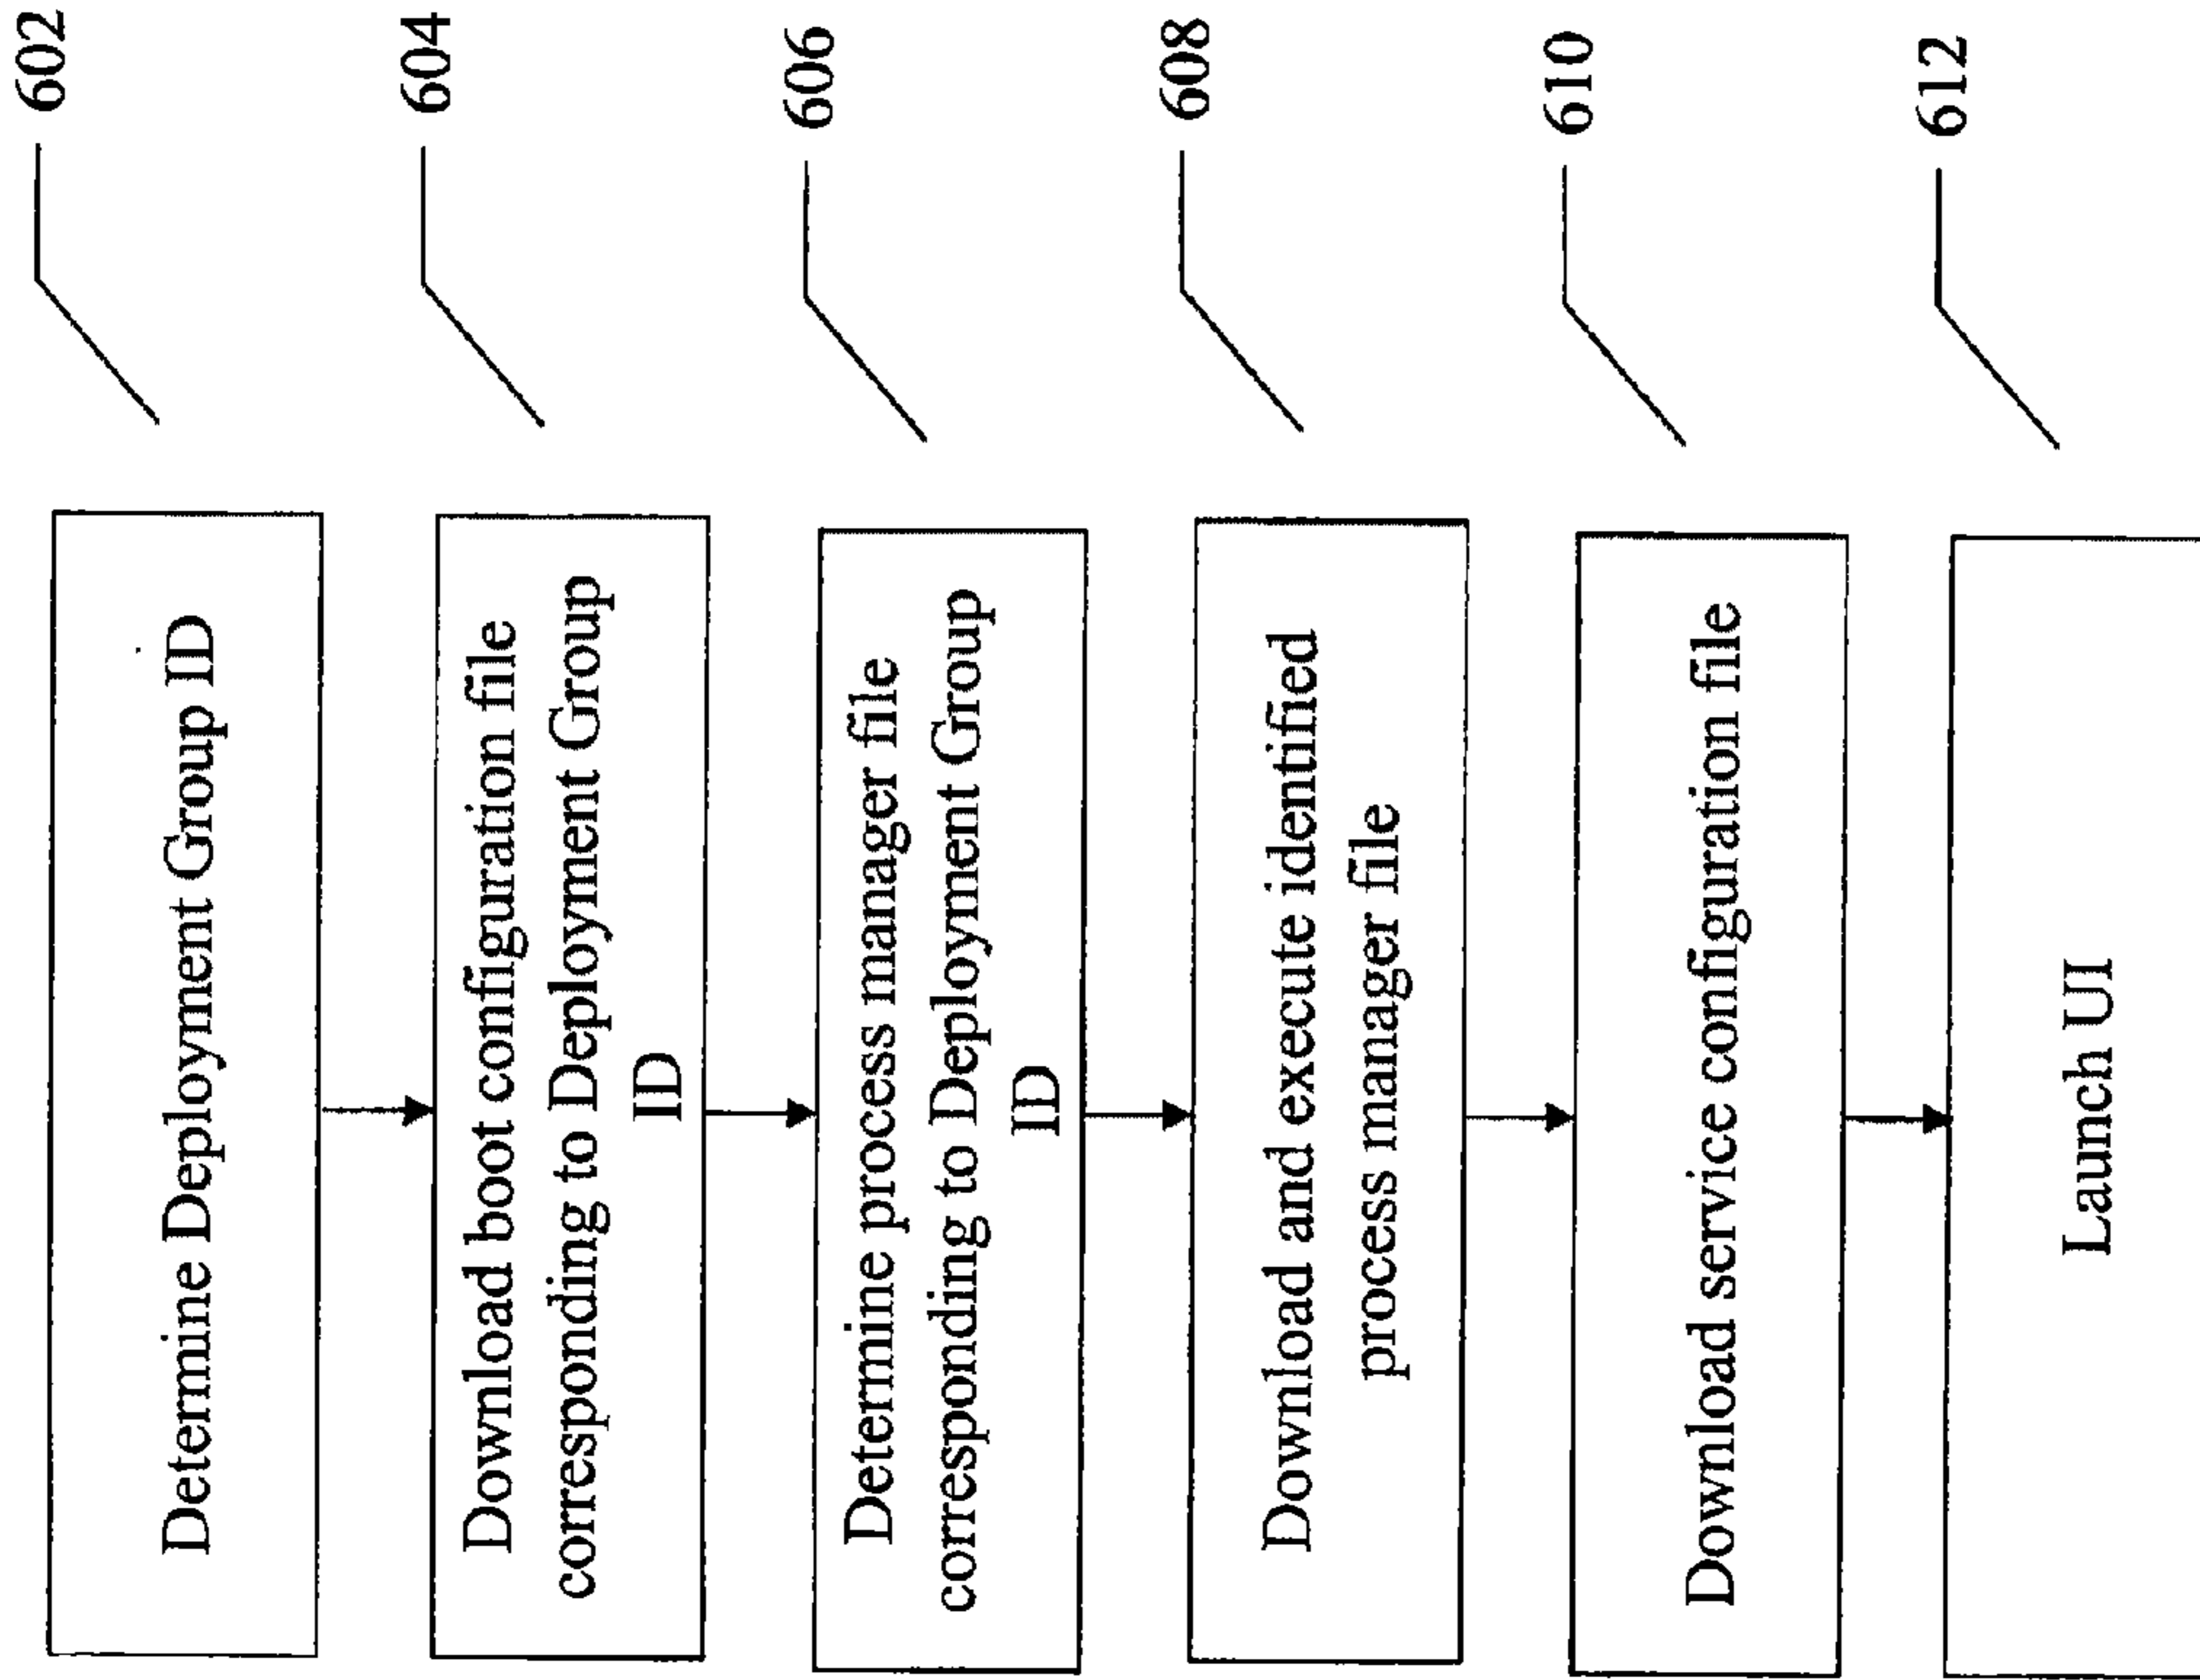 Determine Deployment Group ID
602
Download boot configuration file
corresponding to Deployment Group
ID
604
Determine process manager file
corresponding to Deployment Group
ID
606
Download and execute identified
process manager file
608
Download service configuration file
610
Launch UI
612